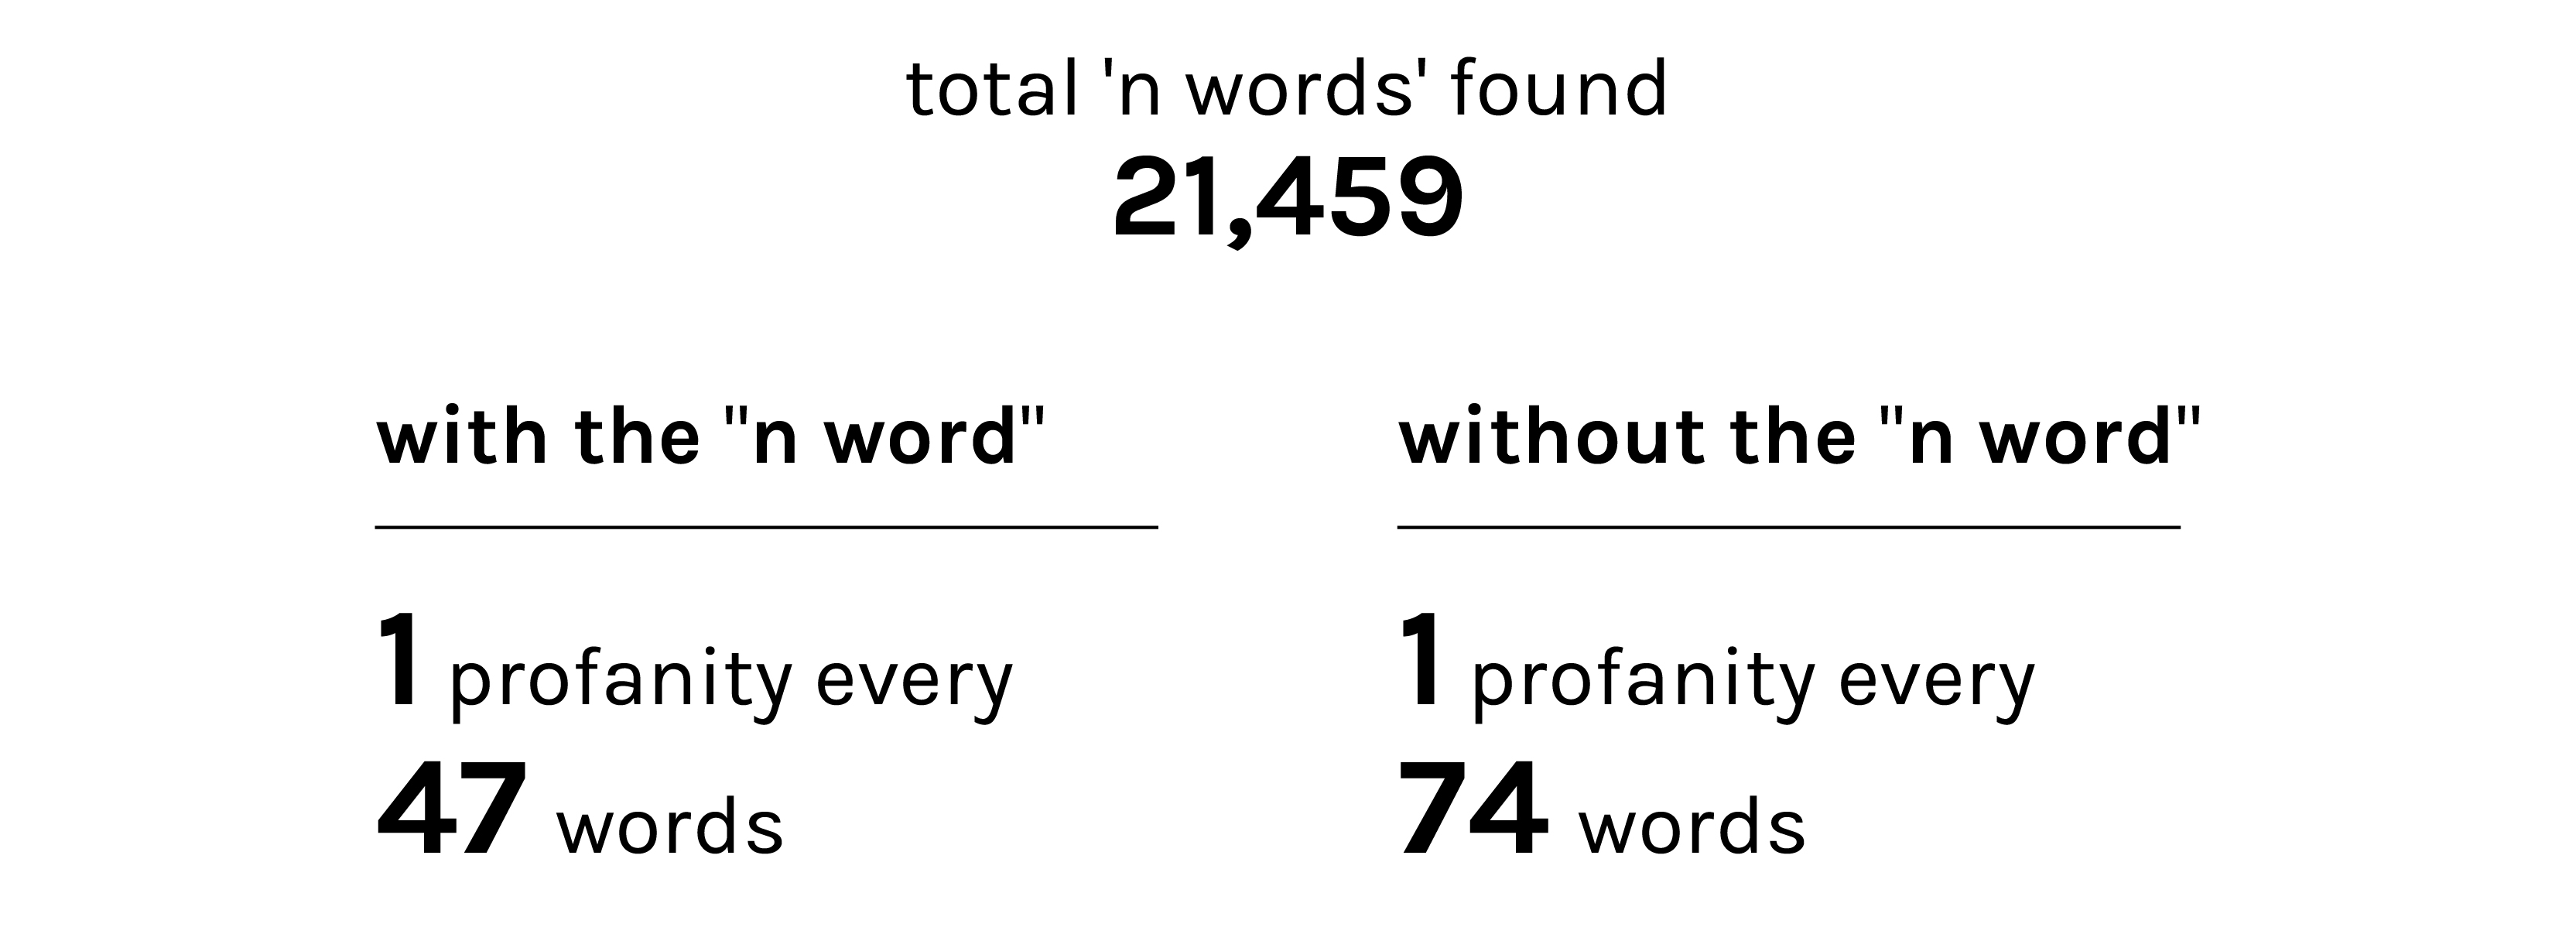 total 'n words' found
21,459
with the "n word"
1 profanity every
47 words
without the "n word"
1 profanity every
74 words